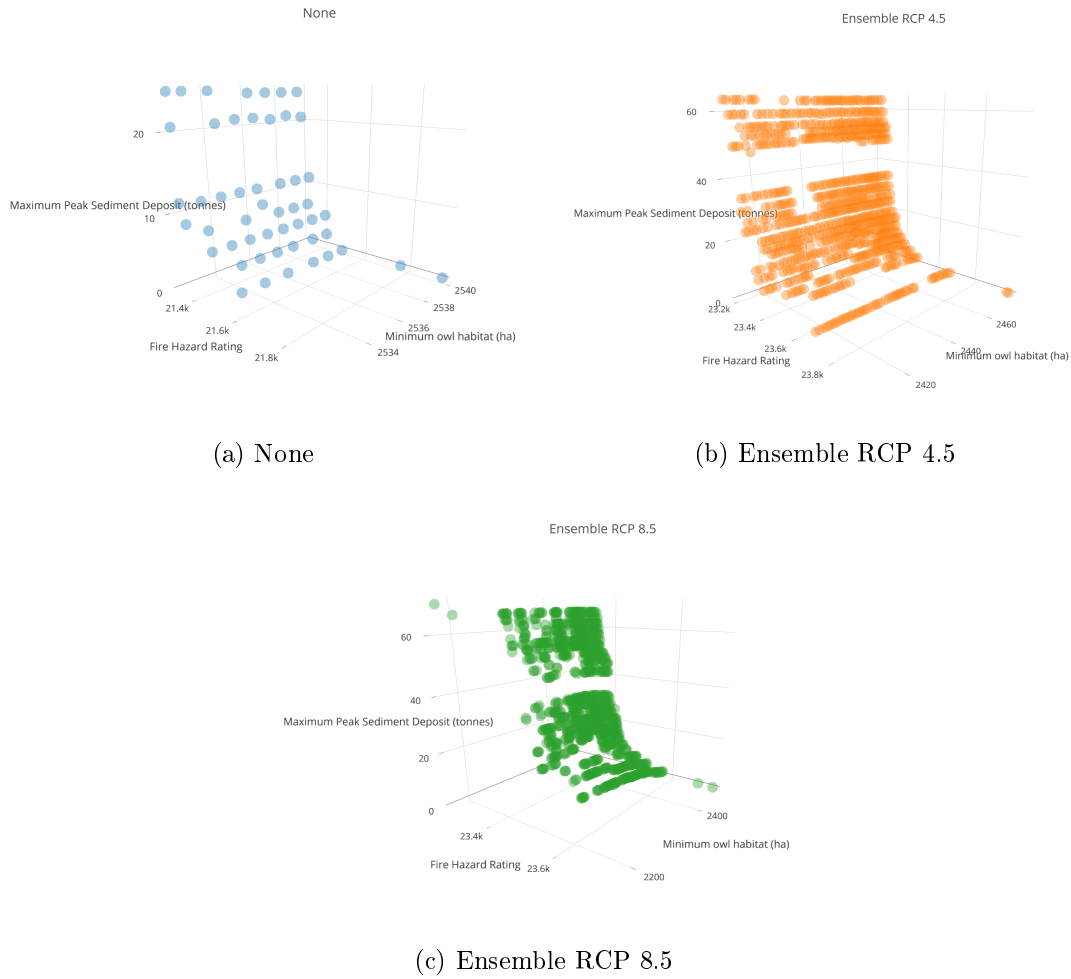 None
20
Maximum Peak Sediment Deposit (tonnes)
10
0
21.4k
21.6k
21.8k
Fire Hazard Rating
2540
2538
2536
2534
Minimum owl habitat (ha)
(a) None
Ensemble RCP 4.5
60
40
Maximum Peak Sediment Deposit (tonnes)
20
0
23.2k
23.4k
23.6k
23.8k
Fire Hazard Rating
2460
2440
2420
Minimum owl habitat (ha)
(b) Ensemble RCP 4.5
Ensemble RCP 8.5
60
40
Maximum Peak Sediment Deposit (tonnes)
20
0
23.4k
23.6k
Fire Hazard Rating
2400
2200
Minimum owl habitat (ha)
(c) Ensemble RCP 8.5